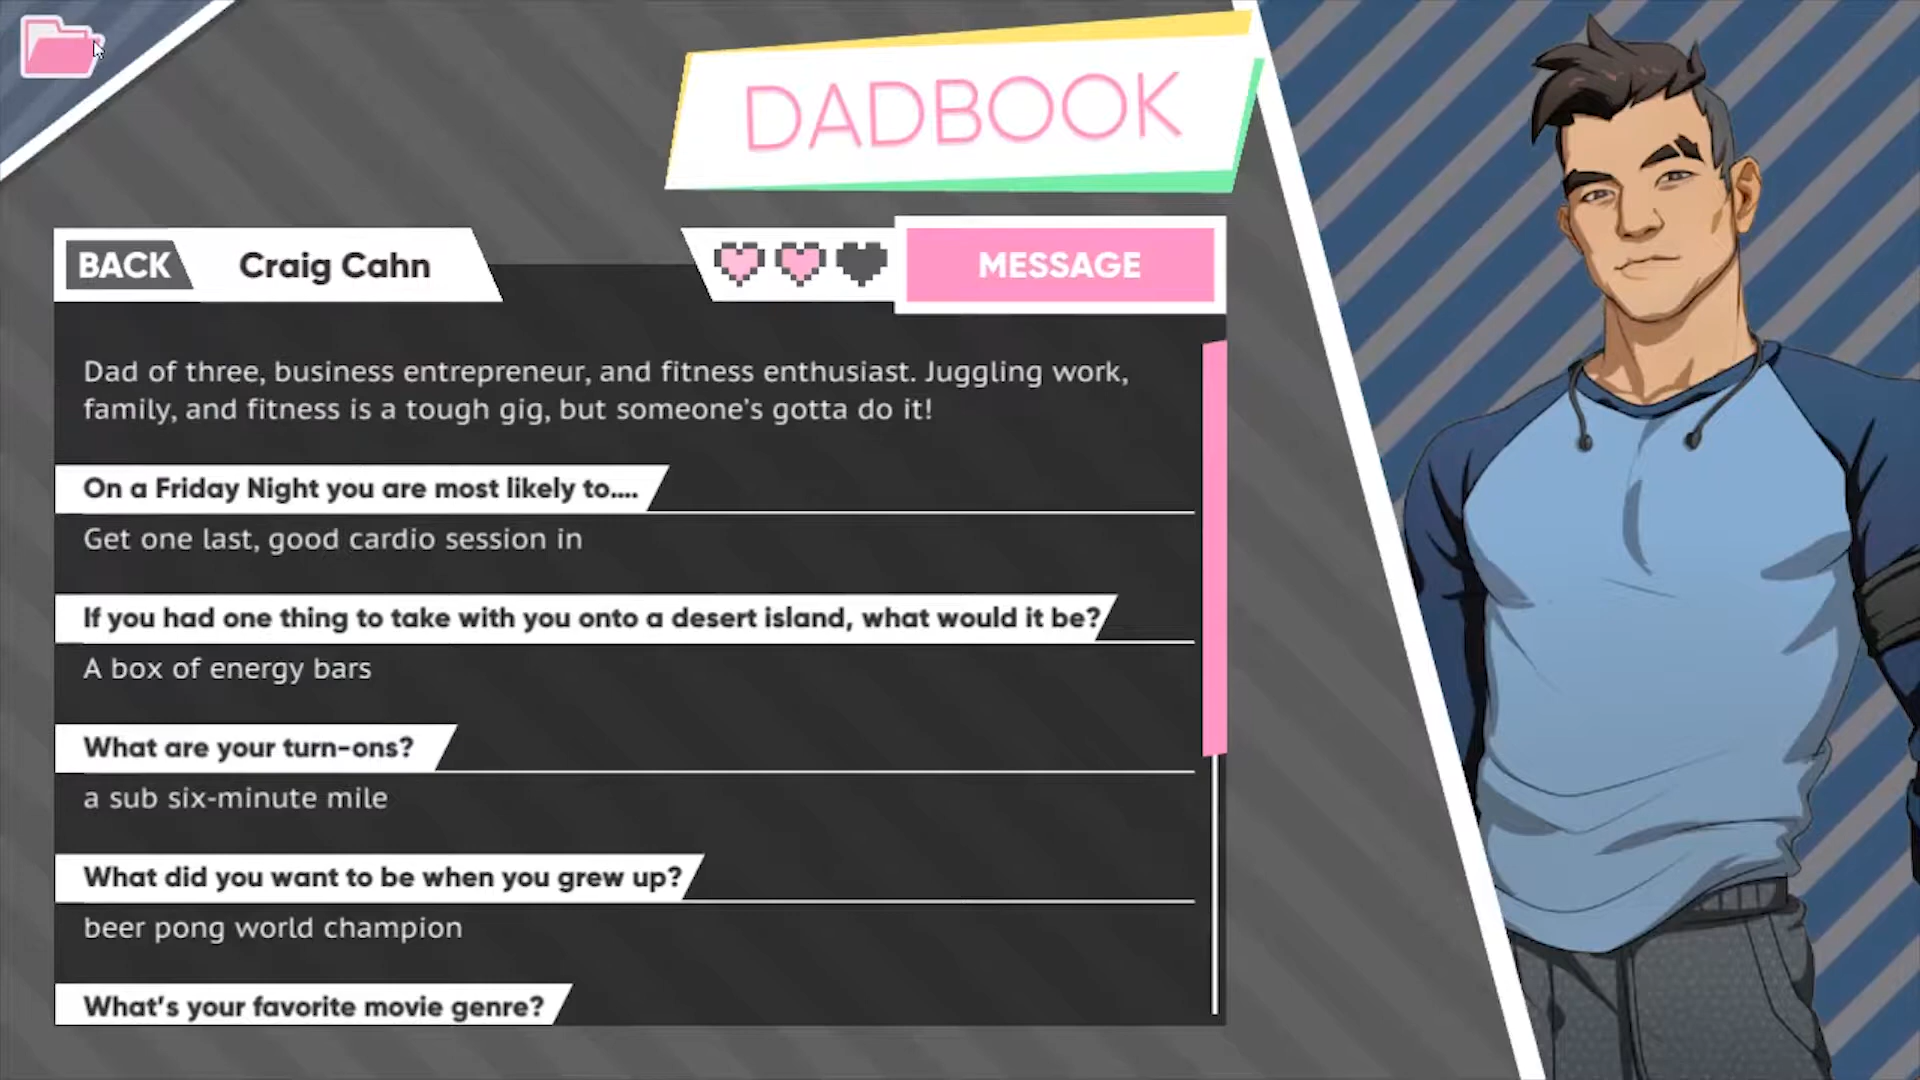 DADBOOK
BACK
Craig Cahn
MESSAGE
Dad of three, business entrepreneur, and fitness enthusiast. Juggling work,
family, and fitness is a tough gig, but someone's gotta do it!
On a Friday Night you are most likely to....
Get one last, good cardio session in
If you had one thing to take with you onto a desert island, what would it be?
A box of energy bars
What are your turn-ons?
a sub six-minute mile
What did you want to be when you grew up?
beer pong world champion
What's your favorite movie genre?